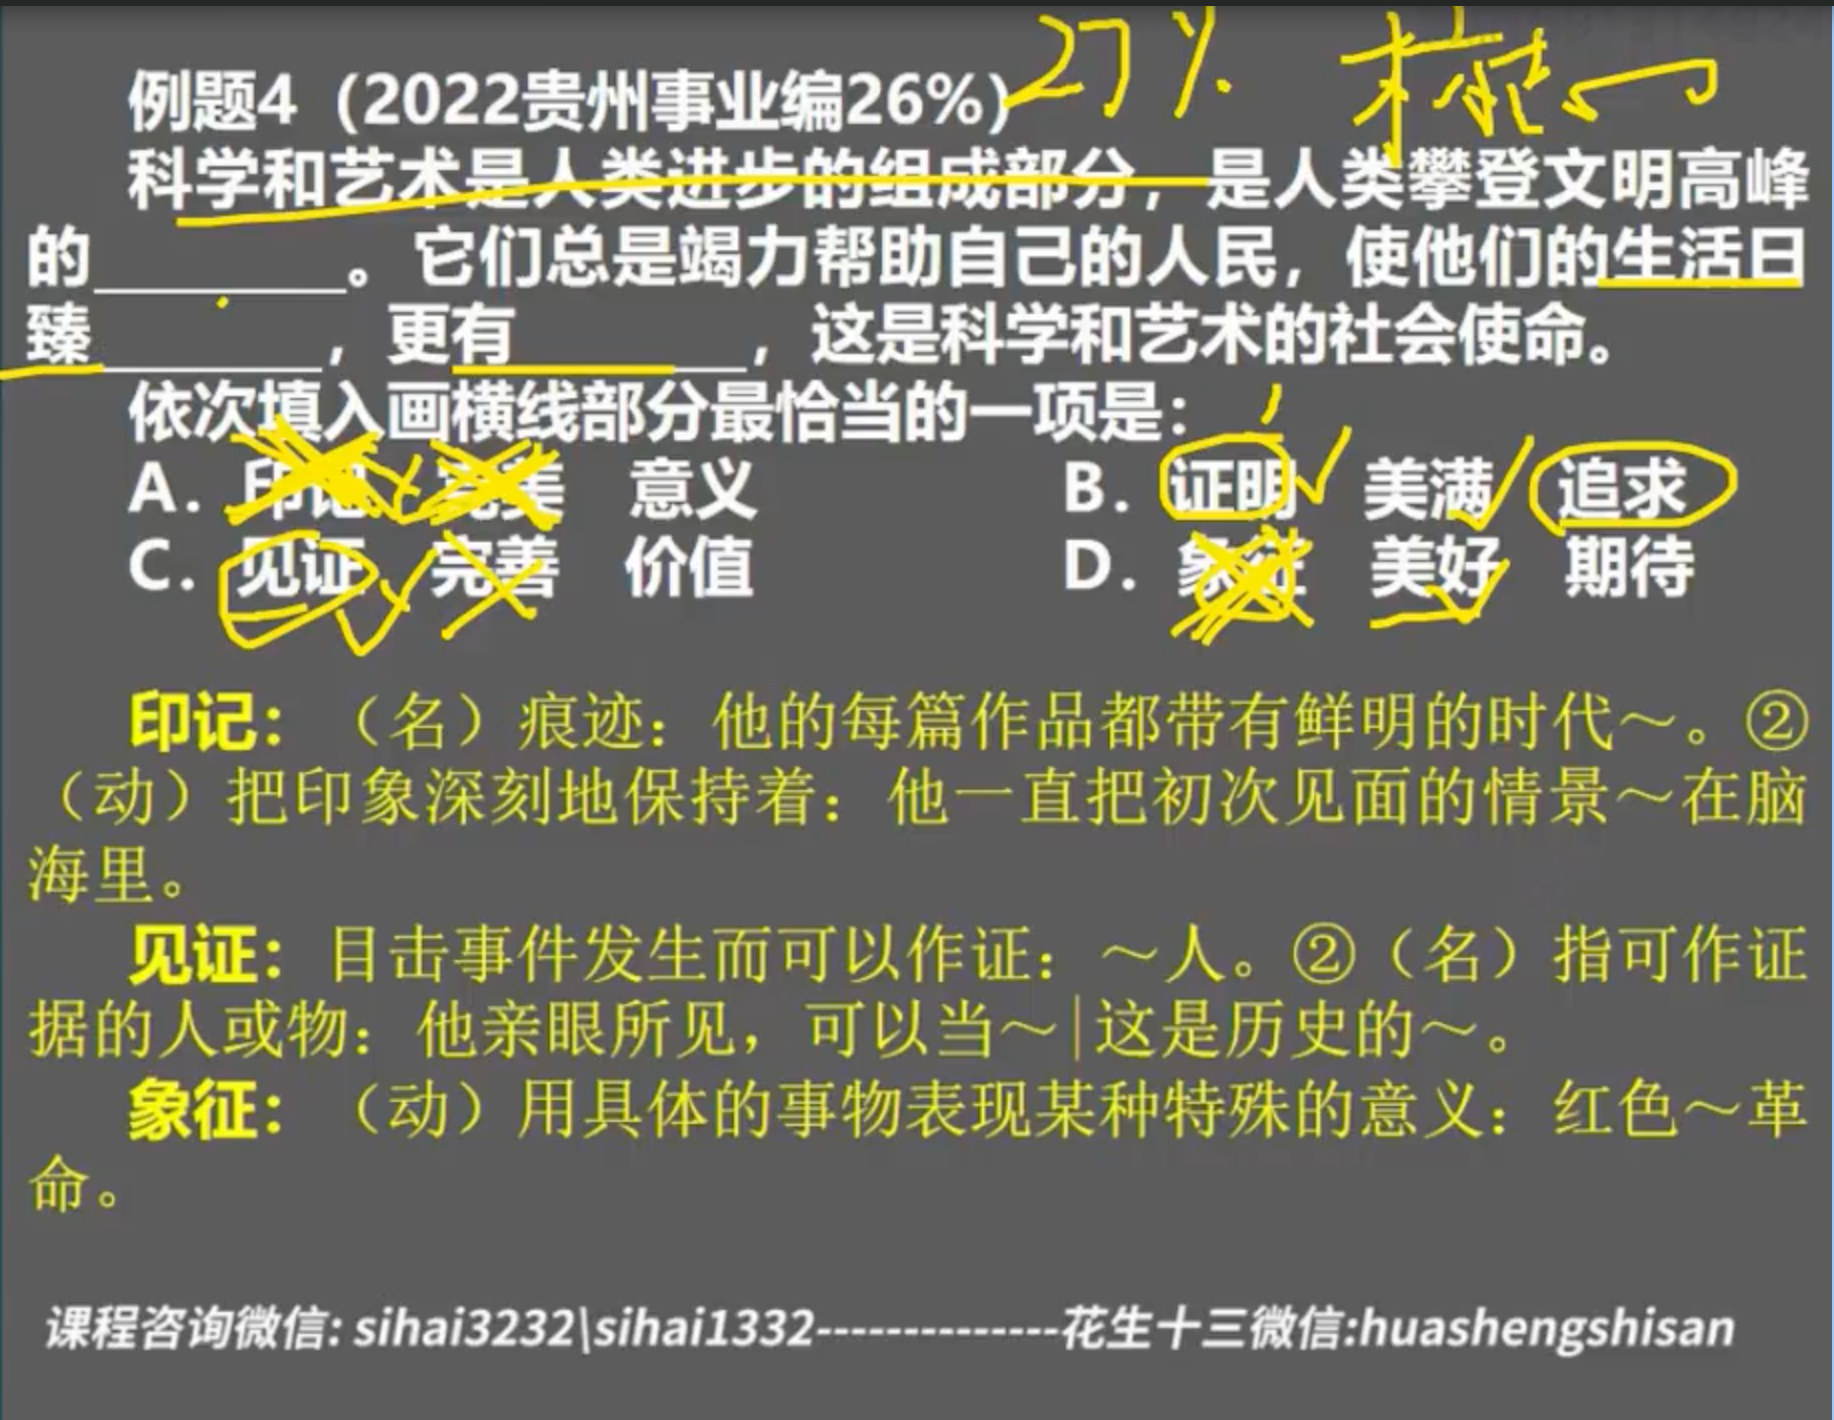 例题4（2022贵州事业编26%） 27%
科学和艺术是人类进步的组成部分，是人类攀登文明高峰
的________。它们总是竭力帮助自己的人民，使他们的生活日
臻________，更有________，这是科学和艺术的社会使命。
依次填入画横线部分最恰当的一项是：
A. 印记 完美 意义 B. 证明 美满 追求
C. 见证 完善 价值 D. 象征 美好 期待
印记：（名）痕迹：他的每篇作品都带有鲜明的时代～。②
（动）把印象深刻地保持着：他一直把初次见面的情景～在脑
海里。
见证：目击事件发生而可以作证：～人。②（名）指可作证
据的人或物：他亲眼所见，可以当～|这是历史的～。
象征：（动）用具体的事物表现某种特殊的意义：红色～革
命。
课程咨询微信: sihai3232\sihai1332--------------花生十三微信:huashengshisan